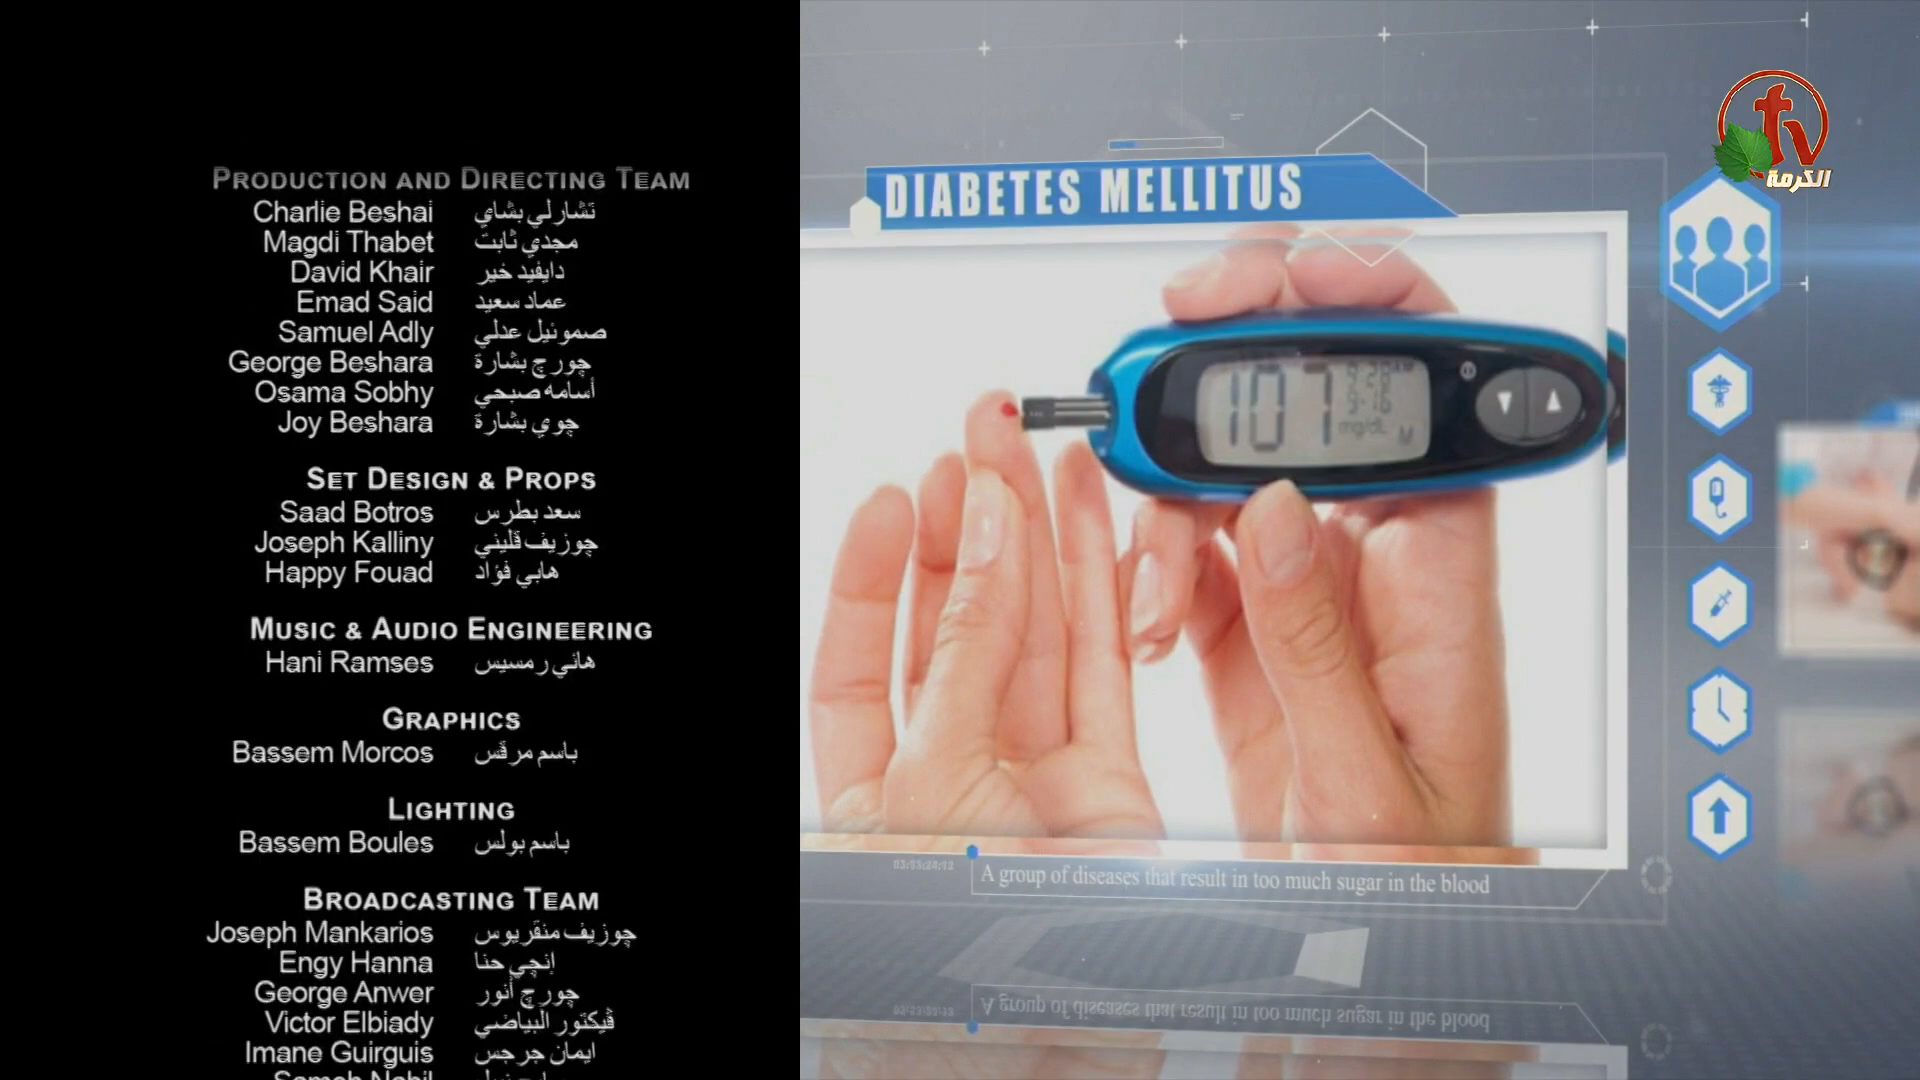 PRODUCTION AND DIRECTING TEAM
Charlie Beshai تشارلي بشاي
Magdi Thabet مجدي ثابت
David Khair دايفيد خير
Emad Said عماد سعيد
Samuel Adly صموئيل عدلي
George Beshara چورچ بشارة
Osama Sobhy أسامه صبحي
Joy Beshara چوي بشارة
SET DESIGN & PROPS
Saad Botros سعد بطرس
Joseph Kalliny چوزيف قليني
Happy Fouad هابي فؤاد
MUSIC & AUDIO ENGINEERING
Hani Ramses هاني رمسيس
GRAPHICS
Bassem Morcos باسم مرقس
LIGHTING
Bassem Boules باسم بولس
BROADCASTING TEAM
Joseph Mankarios چوزيف منقريوس
Engy Hanna إنچي حنا
George Anwer چورچ أنور
Victor Elbiady ڤيكتور البياضي
Imane Guirguis ايمان جرجس
tv
الكرمة
DIABETES MELLITUS
107
mg/dL
M
A group of diseases that result in too much sugar in the blood